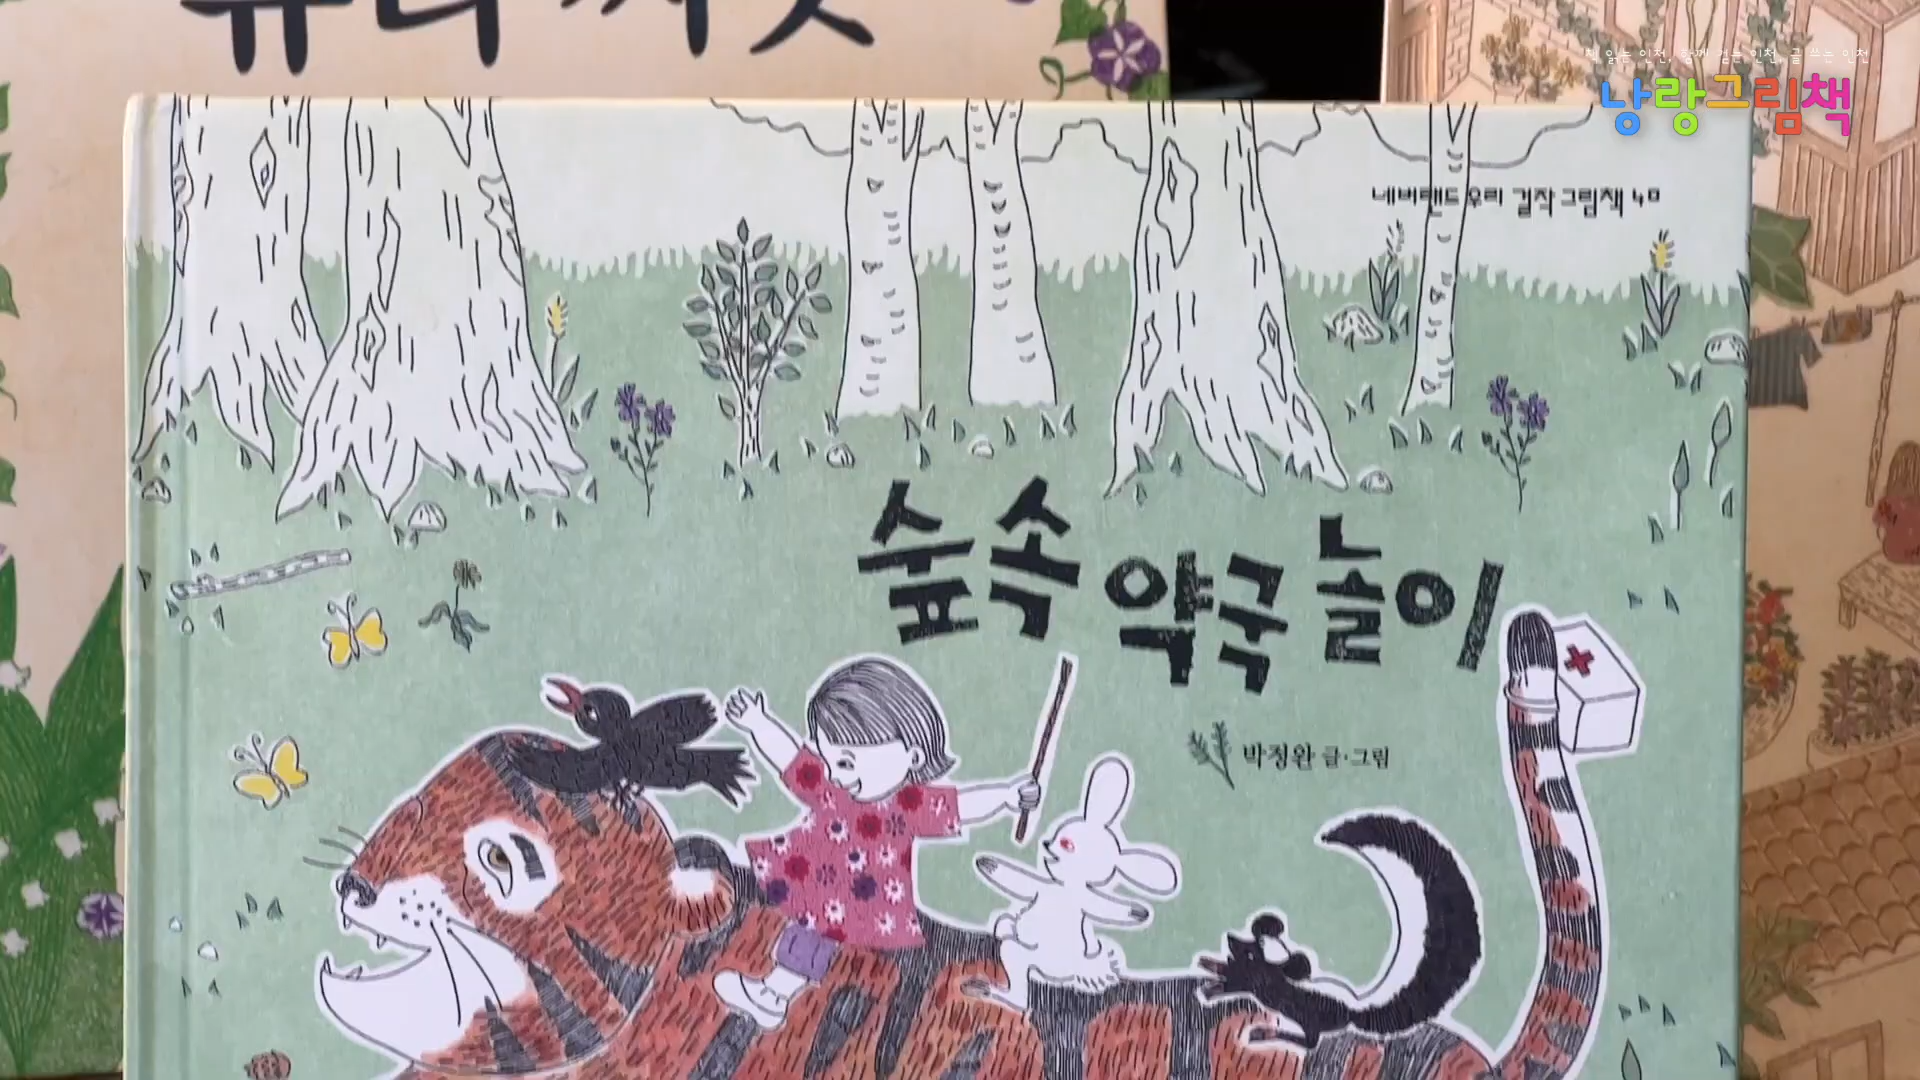 책 읽는 인천, 함께 걷는 인천, 글 쓰는 인천
낭랑그림책
네버랜드 우리 걸작 그림책 40
숲속 약국 놀이
박정완 글·그림